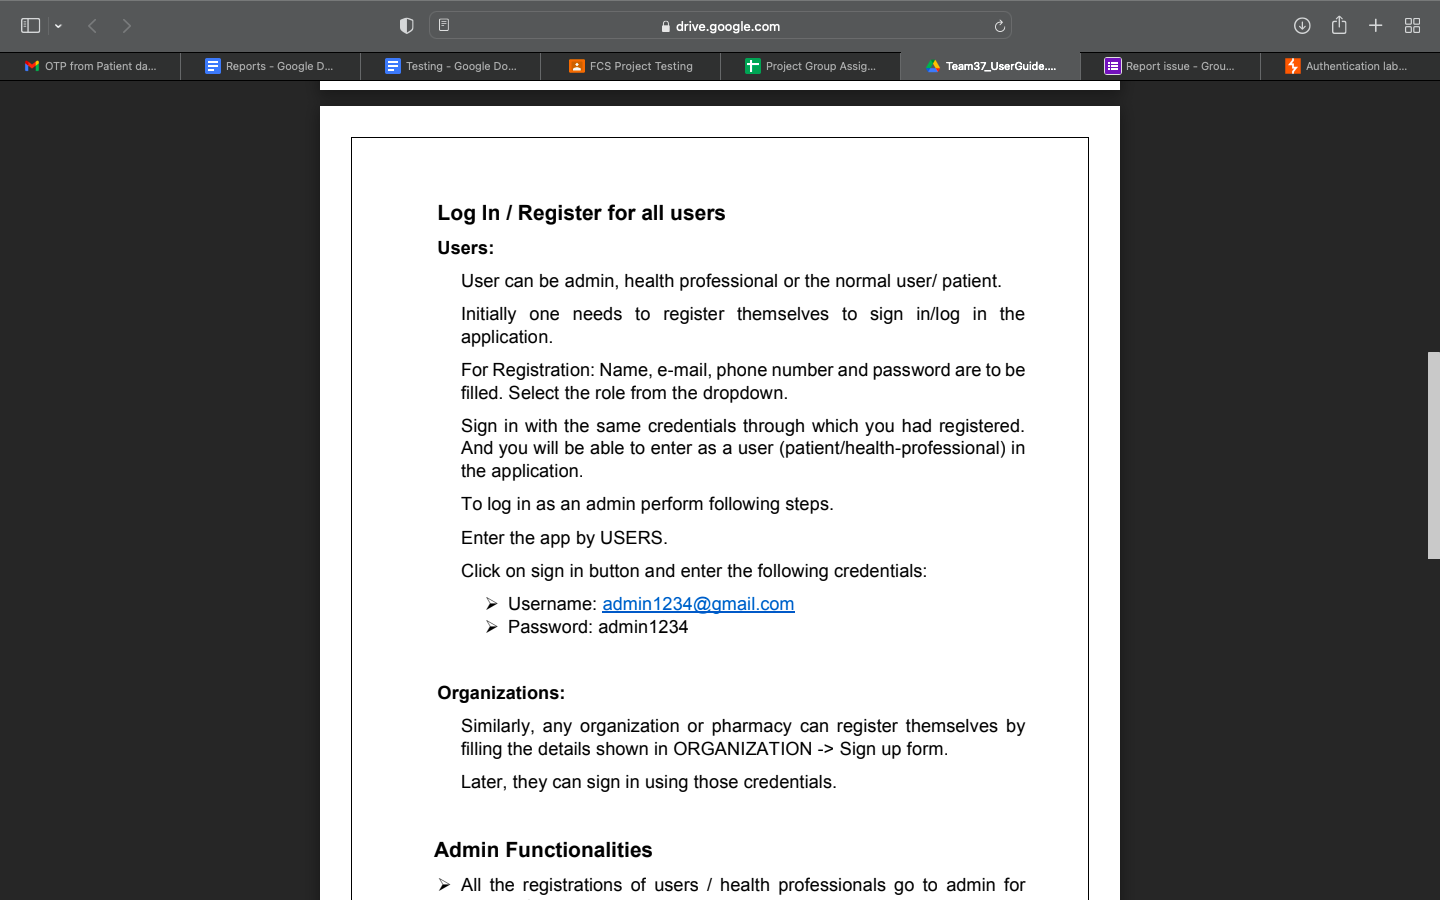 drive.google.com
OTP from Patient da...
Reports - Google D...
Testing - Google Do...
FCS Project Testing
Project Group Assig...
Team37_UserGuide....
Report issue - Grou...
Authentication lab...
Log In / Register for all users
Users:
User can be admin, health professional or the normal user/ patient.
Initially one needs to register themselves to sign in/log in the
application.
For Registration: Name, e-mail, phone number and password are to be
filled. Select the role from the dropdown.
Sign in with the same credentials through which you had registered.
And you will be able to enter as a user (patient/health-professional) in
the application.
To log in as an admin perform following steps.
Enter the app by USERS.
Click on sign in button and enter the following credentials:
➢ Username: admin1234@gmail.com
➢ Password: admin1234
Organizations:
Similarly, any organization or pharmacy can register themselves by
filling the details shown in ORGANIZATION -> Sign up form.
Later, they can sign in using those credentials.
Admin Functionalities
➢ All the registrations of users / health professionals go to admin for